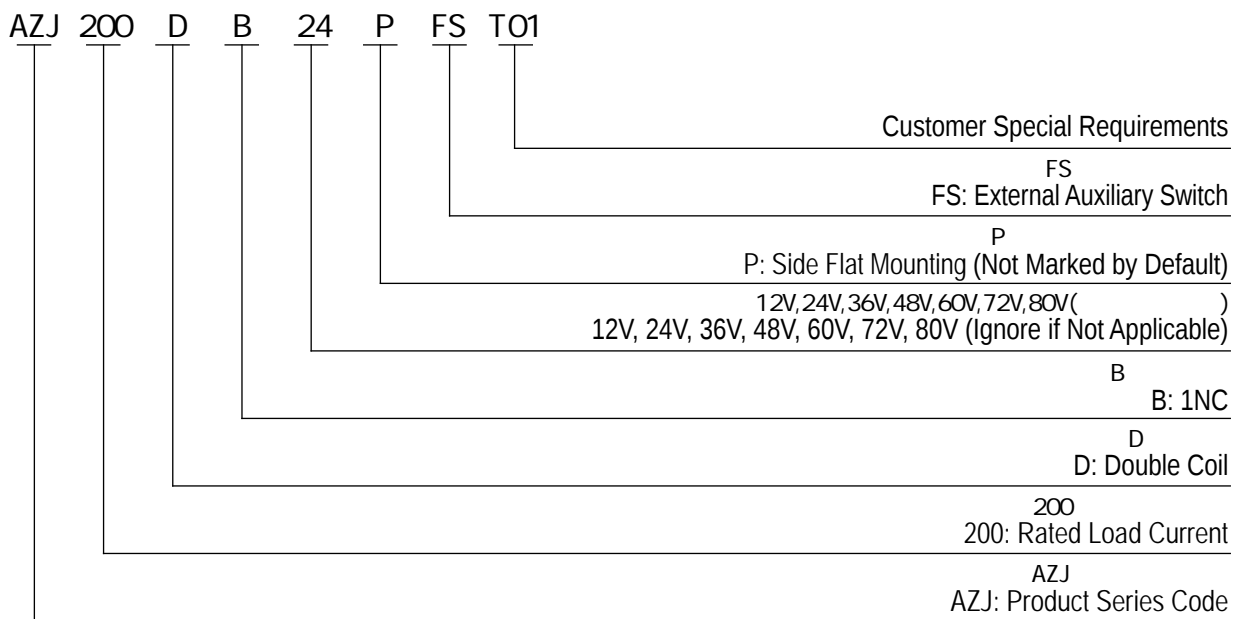 AZJ 200 D B 24 P FS T01
Customer Special Requirements
FS
FS: External Auxiliary Switch
P
P: Side Flat Mounting (Not Marked by Default)
12V,24V,36V,48V,60V,72V,80V( )
12V, 24V, 36V, 48V, 60V, 72V, 80V (Ignore if Not Applicable)
B
B: 1NC
D
D: Double Coil
200
200: Rated Load Current
AZJ
AZJ: Product Series Code